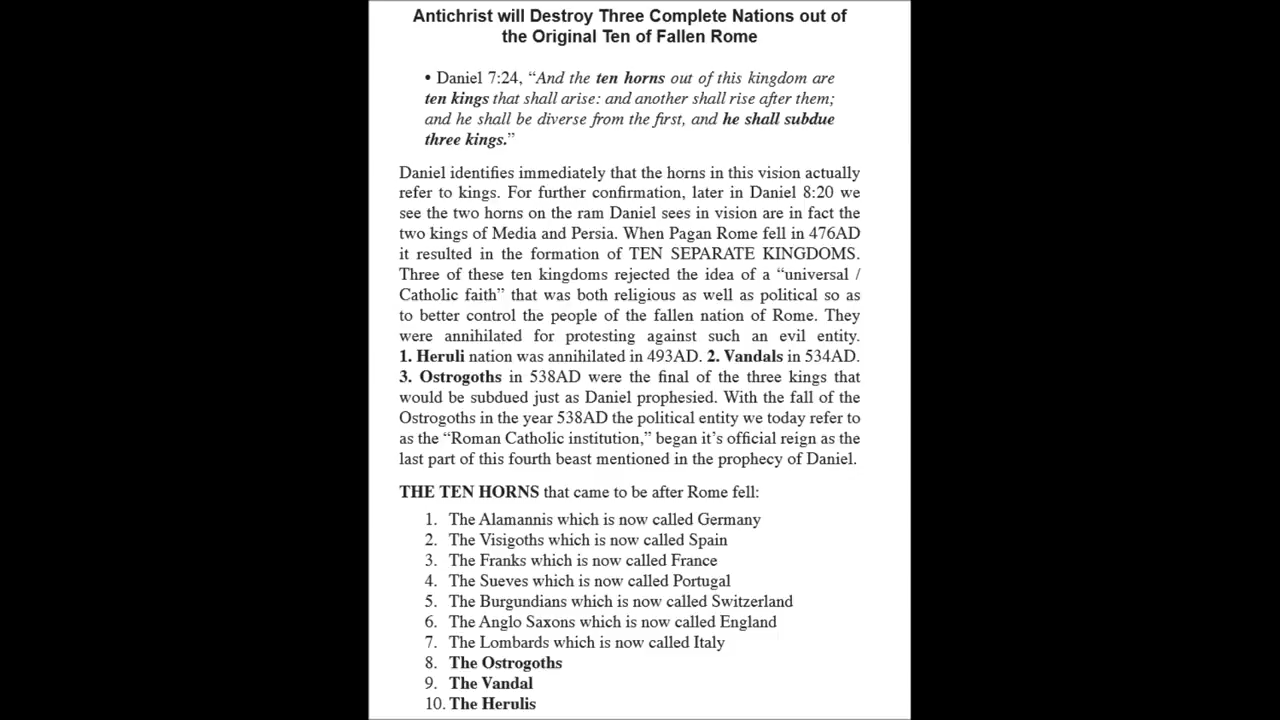 Antichrist will Destroy Three Complete Nations out of
the Original Ten of Fallen Rome
• Daniel 7:24, “And the ten horns out of this kingdom are
ten kings that shall arise: and another shall rise after them;
and he shall be diverse from the first, and he shall subdue
three kings.”
Daniel identifies immediately that the horns in this vision actually
refer to kings. For further confirmation, later in Daniel 8:20 we
see the two horns on the ram Daniel sees in vision are in fact the
two kings of Media and Persia. When Pagan Rome fell in 476AD
it resulted in the formation of TEN SEPARATE KINGDOMS.
Three of these ten kingdoms rejected the idea of a “universal /
Catholic faith” that was both religious as well as political so as
to better control the people of the fallen nation of Rome. They
were annihilated for protesting against such an evil entity.
1. Heruli nation was annihilated in 493AD. 2. Vandals in 534AD.
3. Ostrogoths in 538AD were the final of the three kings that
would be subdued just as Daniel prophesied. With the fall of the
Ostrogoths in the year 538AD the political entity we today refer to
as the “Roman Catholic institution,” began it’s official reign as the
last part of this fourth beast mentioned in the prophecy of Daniel.
THE TEN HORNS that came to be after Rome fell:
1. The Alamannis which is now called Germany
2. The Visigoths which is now called Spain
3. The Franks which is now called France
4. The Sueves which is now called Portugal
5. The Burgundians which is now called Switzerland
6. The Anglo Saxons which is now called England
7. The Lombards which is now called Italy
8. The Ostrogoths
9. The Vandal
10. The Herulis